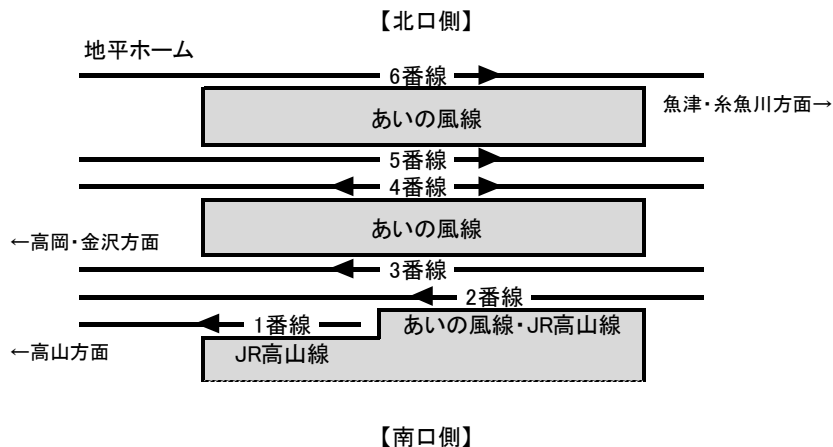 【北口側】
地平ホーム
6番線
魚津・糸魚川方面→
あいの風線
5番線
4番線
あいの風線
←高岡・金沢方面
3番線
2番線
1番線
あいの風線・JR高山線
←高山方面
JR高山線
【南口側】